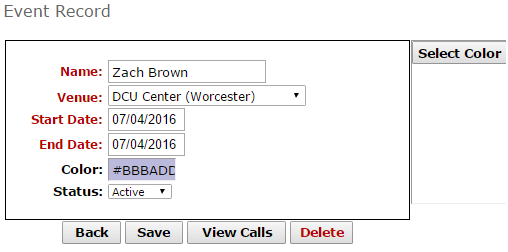 Event Record
Select Color
Name: Zach Brown
Venue: DCU Center (Worcester)
Start Date: 07/04/2016
End Date: 07/04/2016
Color: #BBBADD
Status: Active
Back Save View Calls Delete